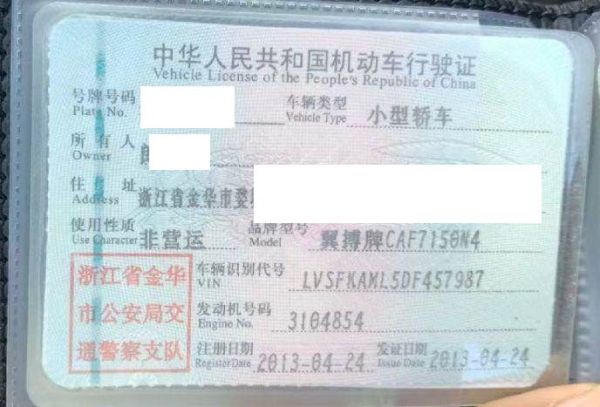 中华人民共和国机动车行驶证
Vehicle License of the People's Republic of China
号牌号码 车辆类型 小型轿车
Plate No. Vehicle Type
所有人
Owner
住址 浙江省金华市婺
Address
使用性质 非营运 品牌型号 翼搏牌CAF7150N4
Use Character Model
浙江省金华
市公安局交
通警察支队
车辆识别代号 LVSFKAML5DF457987
VIN
发动机号码 3104854
Engine No.
注册日期 2013-04-24 发证日期 2013-04-24
Register Date Issue Date